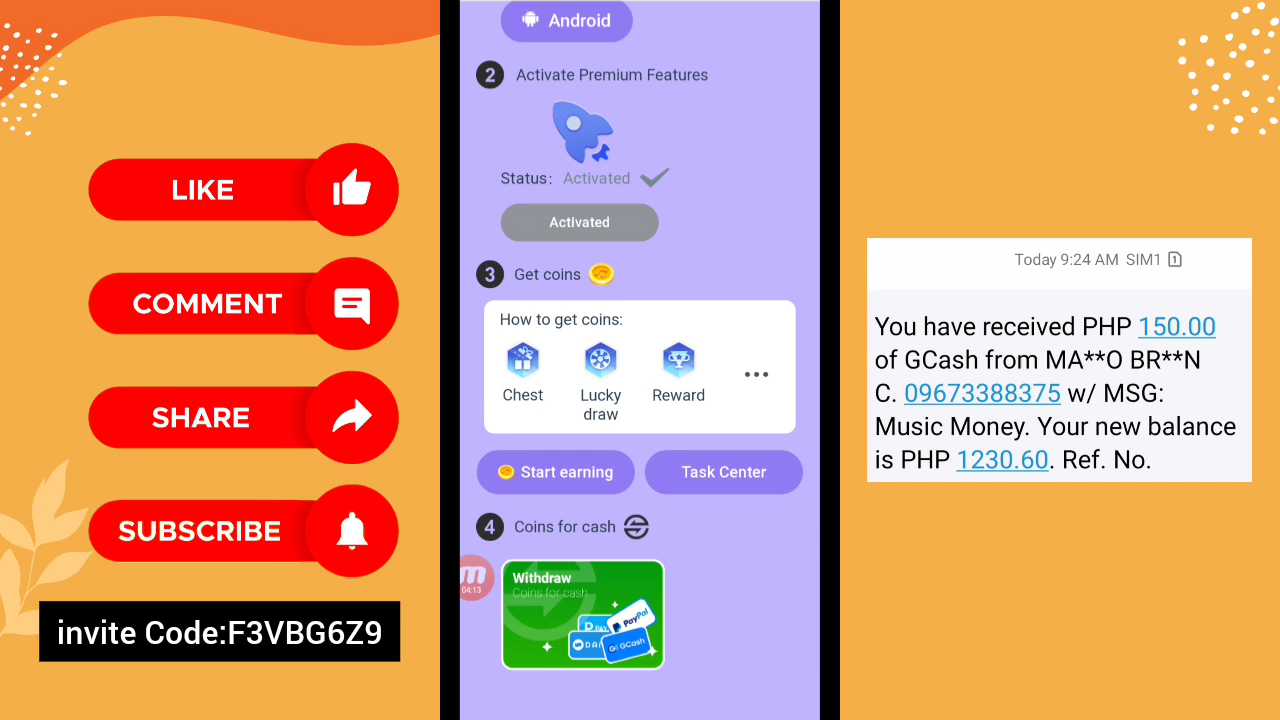 LIKE
COMMENT
SHARE
SUBSCRIBE
invite Code:F3VBG6Z9
Android
2 Activate Premium Features
Status: Activated
Activated
3 Get coins
How to get coins:
Chest
Lucky
draw
Reward
Start earning
Task Center
4 Coins for cash
04:13
Withdraw
Coins for cash
PayPal
GCash
Today 9:24 AM SIM1 1
You have received PHP 150.00
of GCash from MA**O BR**N
C. 09673388375 w/ MSG:
Music Money. Your new balance
is PHP 1230.60. Ref. No.